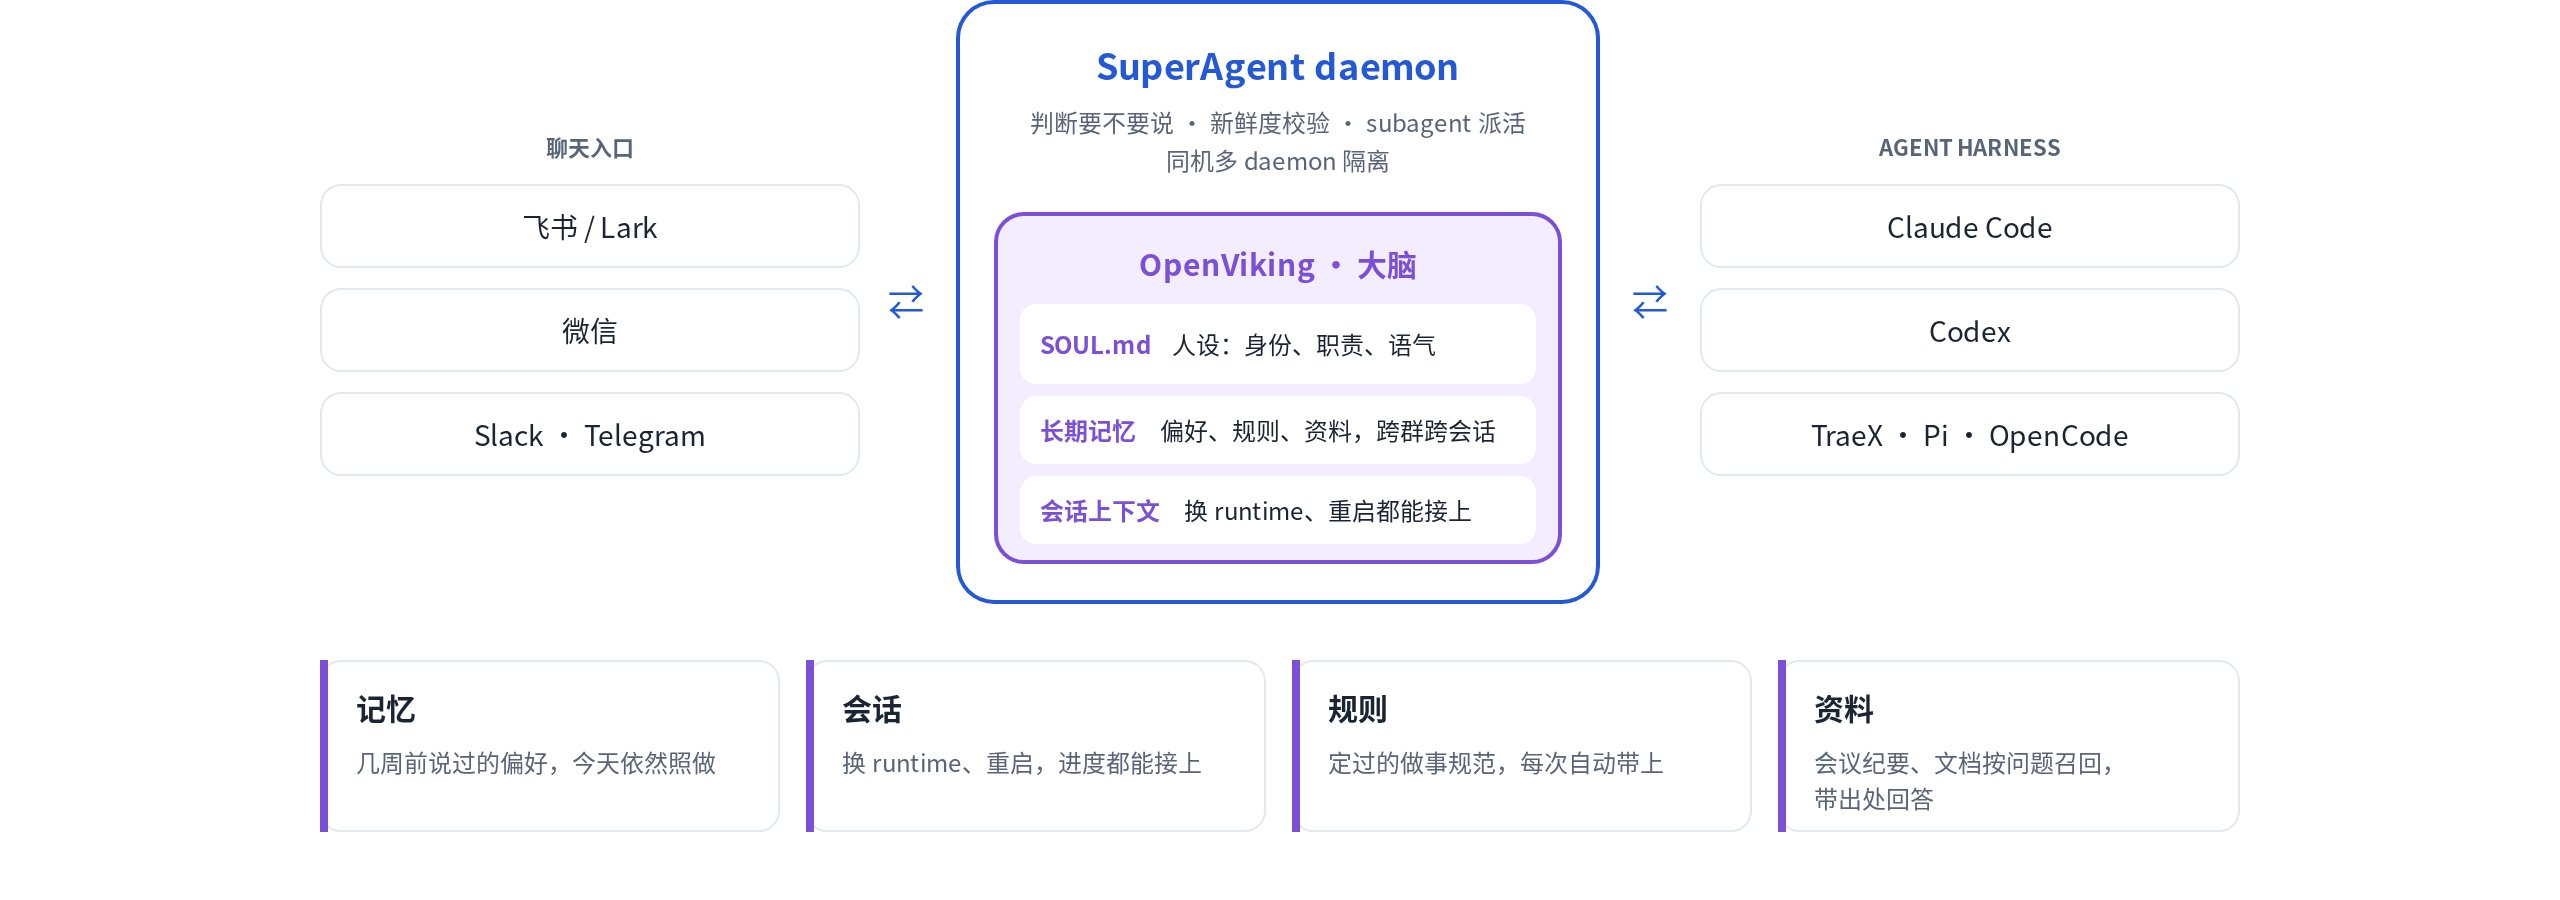 聊天入口
飞书 / Lark
微信
Slack · Telegram
⇄
SuperAgent daemon
判断要不要说 · 新鲜度校验 · subagent 派活
同机多 daemon 隔离
OpenViking · 大脑
SOUL.md 人设：身份、职责、语气
长期记忆 偏好、规则、资料，跨群跨会话
会话上下文 换 runtime、重启都能接上
⇄
AGENT HARNESS
Claude Code
Codex
TraeX · Pi · OpenCode
记忆
几周前说过的偏好，今天依然照做
会话
换 runtime、重启，进度都能接上
规则
定过的做事规范，每次自动带上
资料
会议纪要、文档按问题召回，
带出处回答